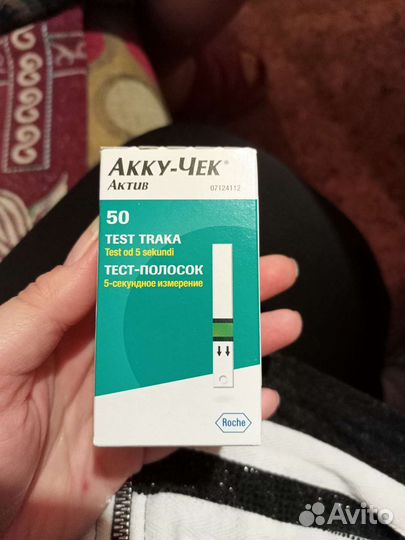 АККУ-ЧЕК®
АКТИВ
07124112
50
TEST TRAKA
Test od 5 sekundi
ТЕСТ-ПОЛОСОК
5-секундное измерение
Roche
Avito